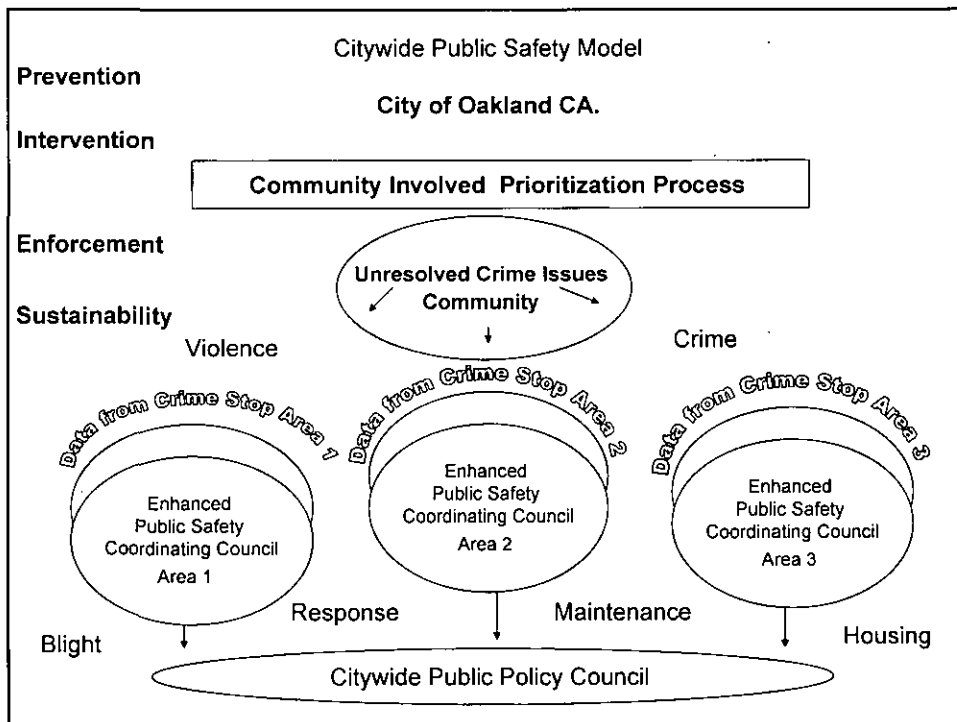 Citywide Public Safety Model
Prevention
City of Oakland CA.
Intervention
Community Involved Prioritization Process
Enforcement
Unresolved Crime Issues
Community
Sustainability
Violence
Crime
Data from Crime Stop Area 1
Data from Crime Stop Area 2
Data from Crime Stop Area 3
Enhanced
Public Safety
Coordinating Council
Area 1
Enhanced
Public Safety
Coordinating Council
Area 2
Enhanced
Public Safety
Coordinating Council
Area 3
Blight
Response
Maintenance
Housing
Citywide Public Policy Council